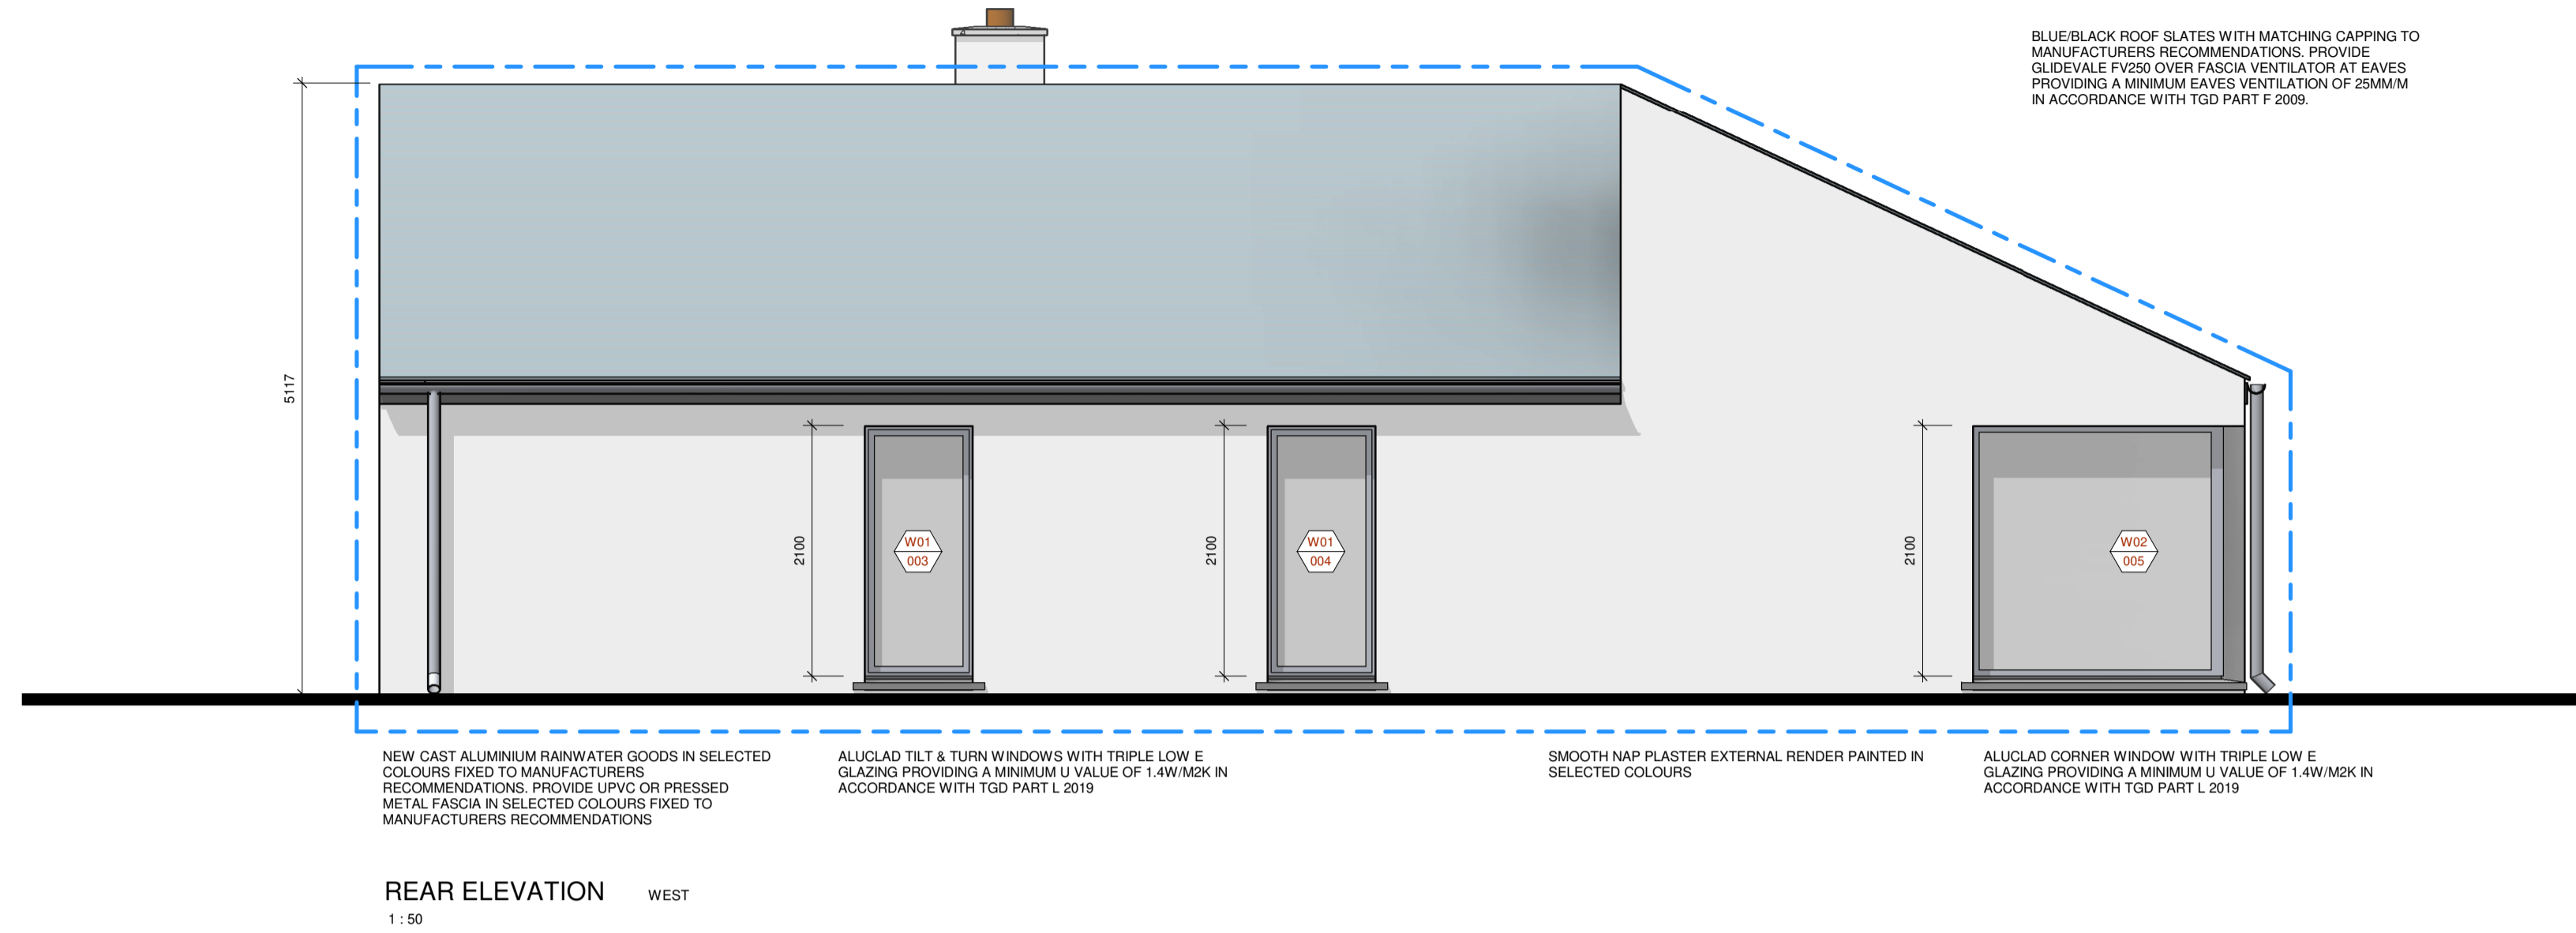 BLUE/BLACK ROOF SLATES WITH MATCHING CAPPING TO
MANUFACTURERS RECOMMENDATIONS. PROVIDE
GLIDEVALE FV250 OVER FASCIA VENTILATOR AT EAVES
PROVIDING A MINIMUM EAVES VENTILATION OF 25MM/M
IN ACCORDANCE WITH TGD PART F 2009.
5117
2100
W01
003
2100
W01
004
2100
W02
005
NEW CAST ALUMINIUM RAINWATER GOODS IN SELECTED
COLOURS FIXED TO MANUFACTURERS
RECOMMENDATIONS. PROVIDE UPVC OR PRESSED
METAL FASCIA IN SELECTED COLOURS FIXED TO
MANUFACTURERS RECOMMENDATIONS
ALUCLAD TILT & TURN WINDOWS WITH TRIPLE LOW E
GLAZING PROVIDING A MINIMUM U VALUE OF 1.4W/M2K IN
ACCORDANCE WITH TGD PART L 2019
SMOOTH NAP PLASTER EXTERNAL RENDER PAINTED IN
SELECTED COLOURS
ALUCLAD CORNER WINDOW WITH TRIPLE LOW E
GLAZING PROVIDING A MINIMUM U VALUE OF 1.4W/M2K IN
ACCORDANCE WITH TGD PART L 2019
REAR ELEVATION WEST
1 : 50